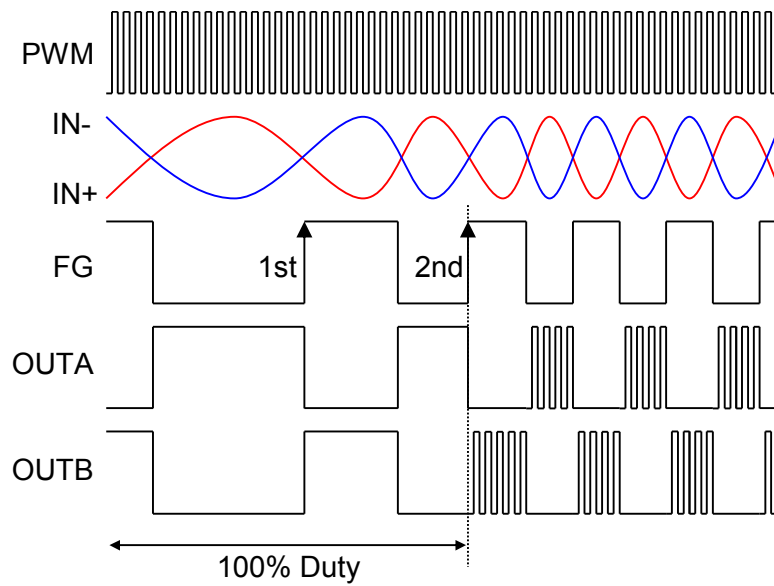 PWM
IN-
IN+
FG
1st
2nd
OUTA
OUTB
100% Duty